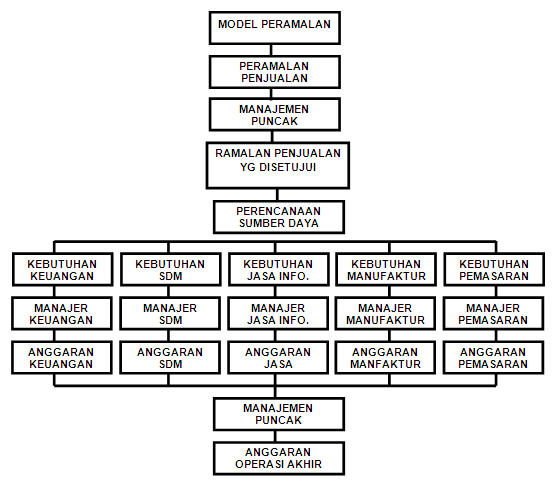 MODEL PERAMALAN
PERAMALAN
PENJUALAN
MANAJEMEN
PUNCAK
RAMALAN PENJUALAN
YG DISETUJUI
PERENCANAAN
SUMBER DAYA
KEBUTUHAN
KEUANGAN
KEBUTUHAN
SDM
KEBUTUHAN
JASA INFO.
KEBUTUHAN
MANUFAKTUR
KEBUTUHAN
PEMASARAN
MANAJER
KEUANGAN
MANAJER
SDM
MANAJER
JASA INFO.
MANAJER
MANUFAKTUR
MANAJER
PEMASARAN
ANGGARAN
KEUANGAN
ANGGARAN
SDM
ANGGARAN
JASA
ANGGARAN
MANFAKTUR
ANGGARAN
PEMASARAN
MANAJEMEN
PUNCAK
ANGGARAN
OPERASI AKHIR